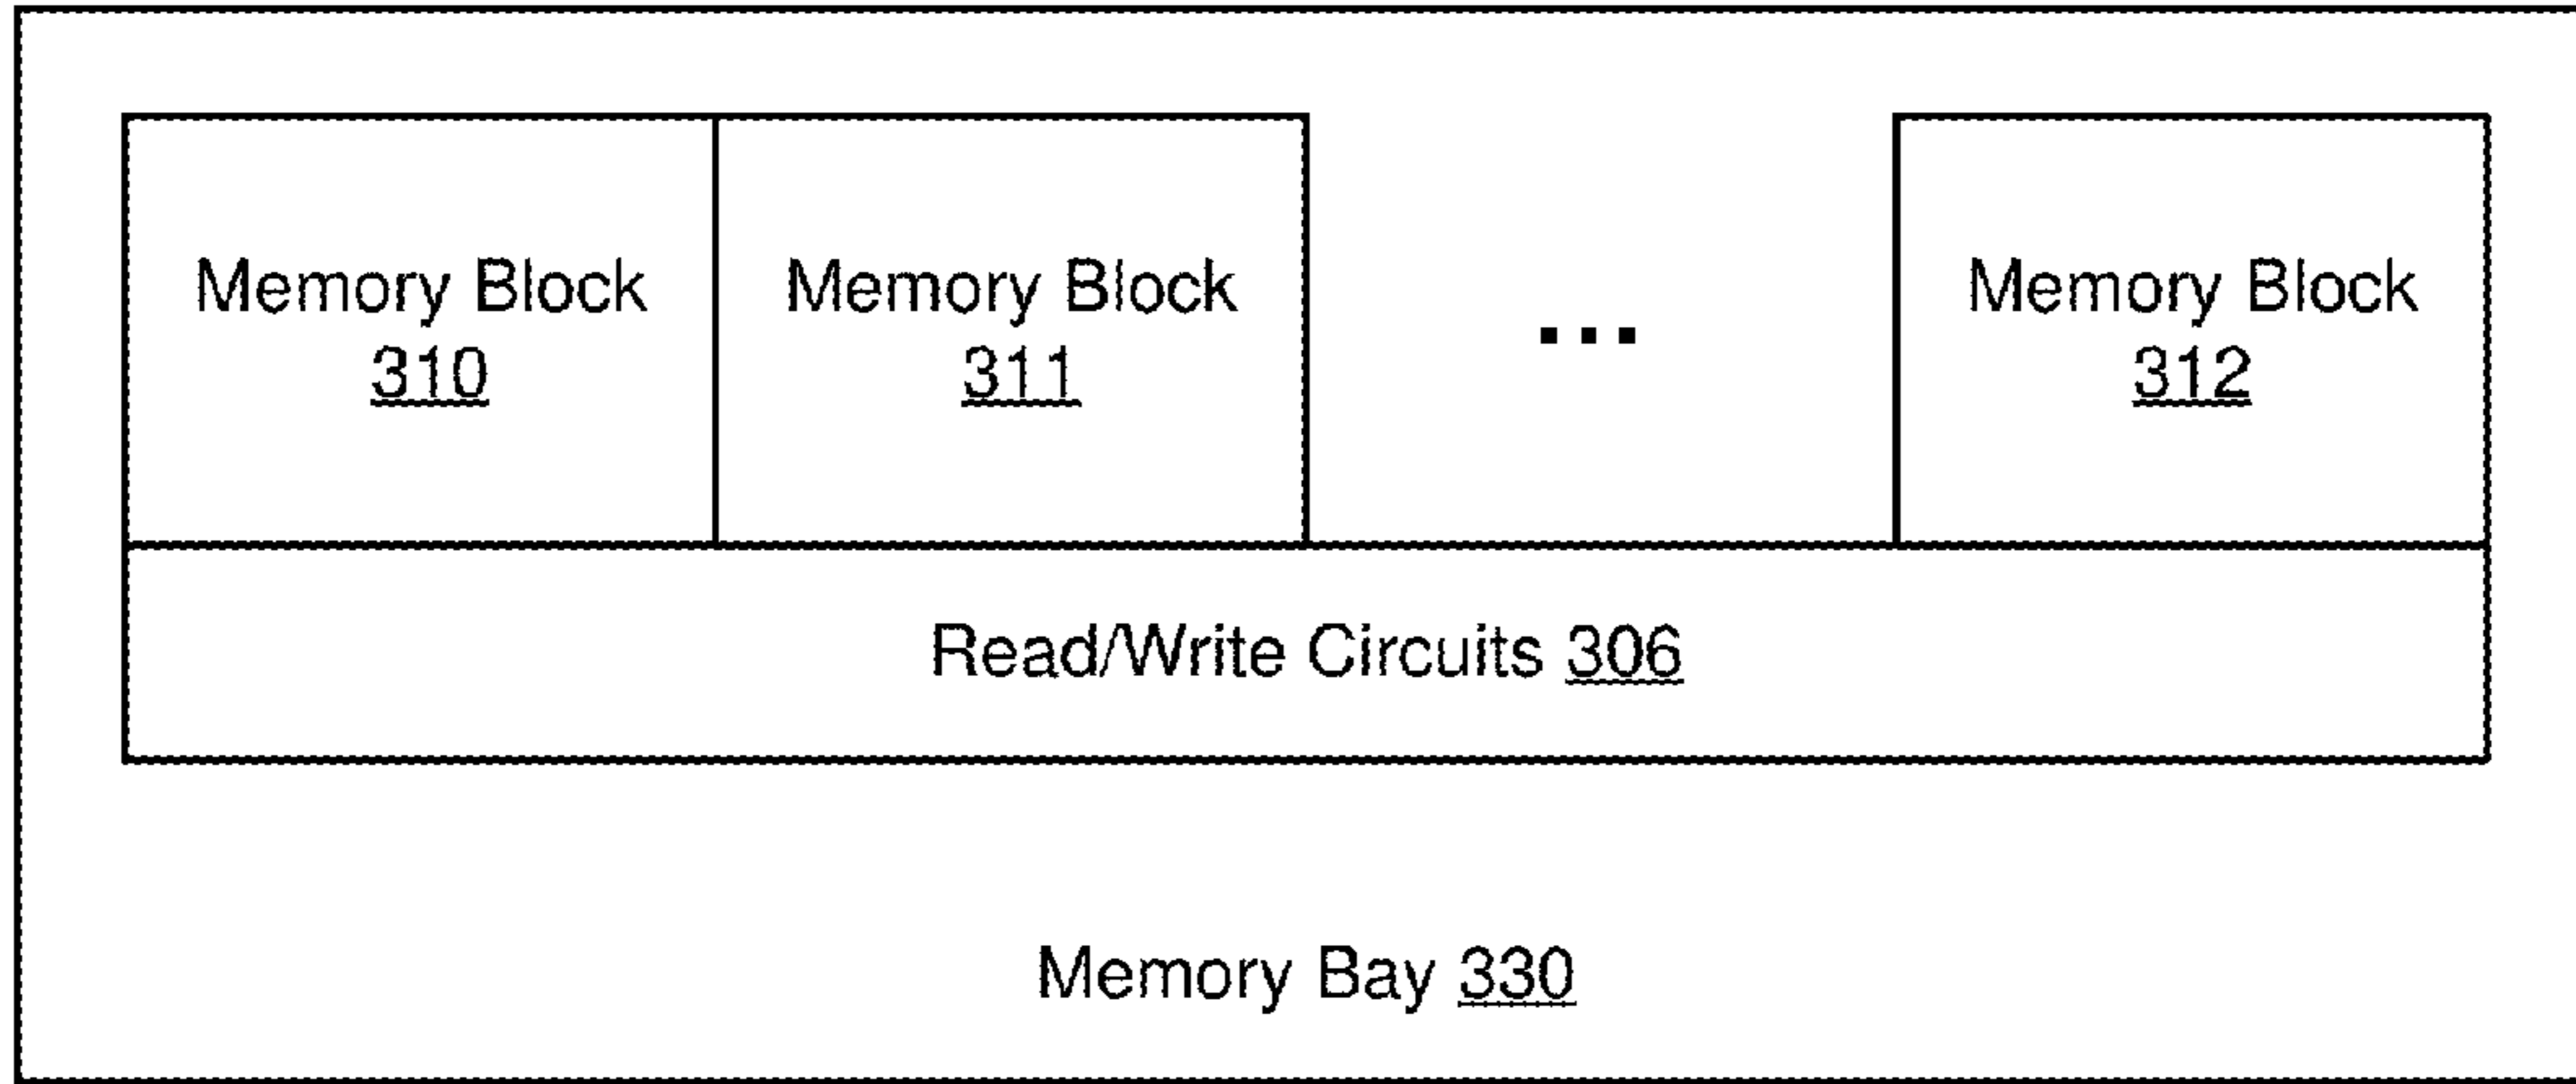 Memory Block
310
Memory Block
311
...
Memory Block
312
Read/Write Circuits 306
Memory Bay 330